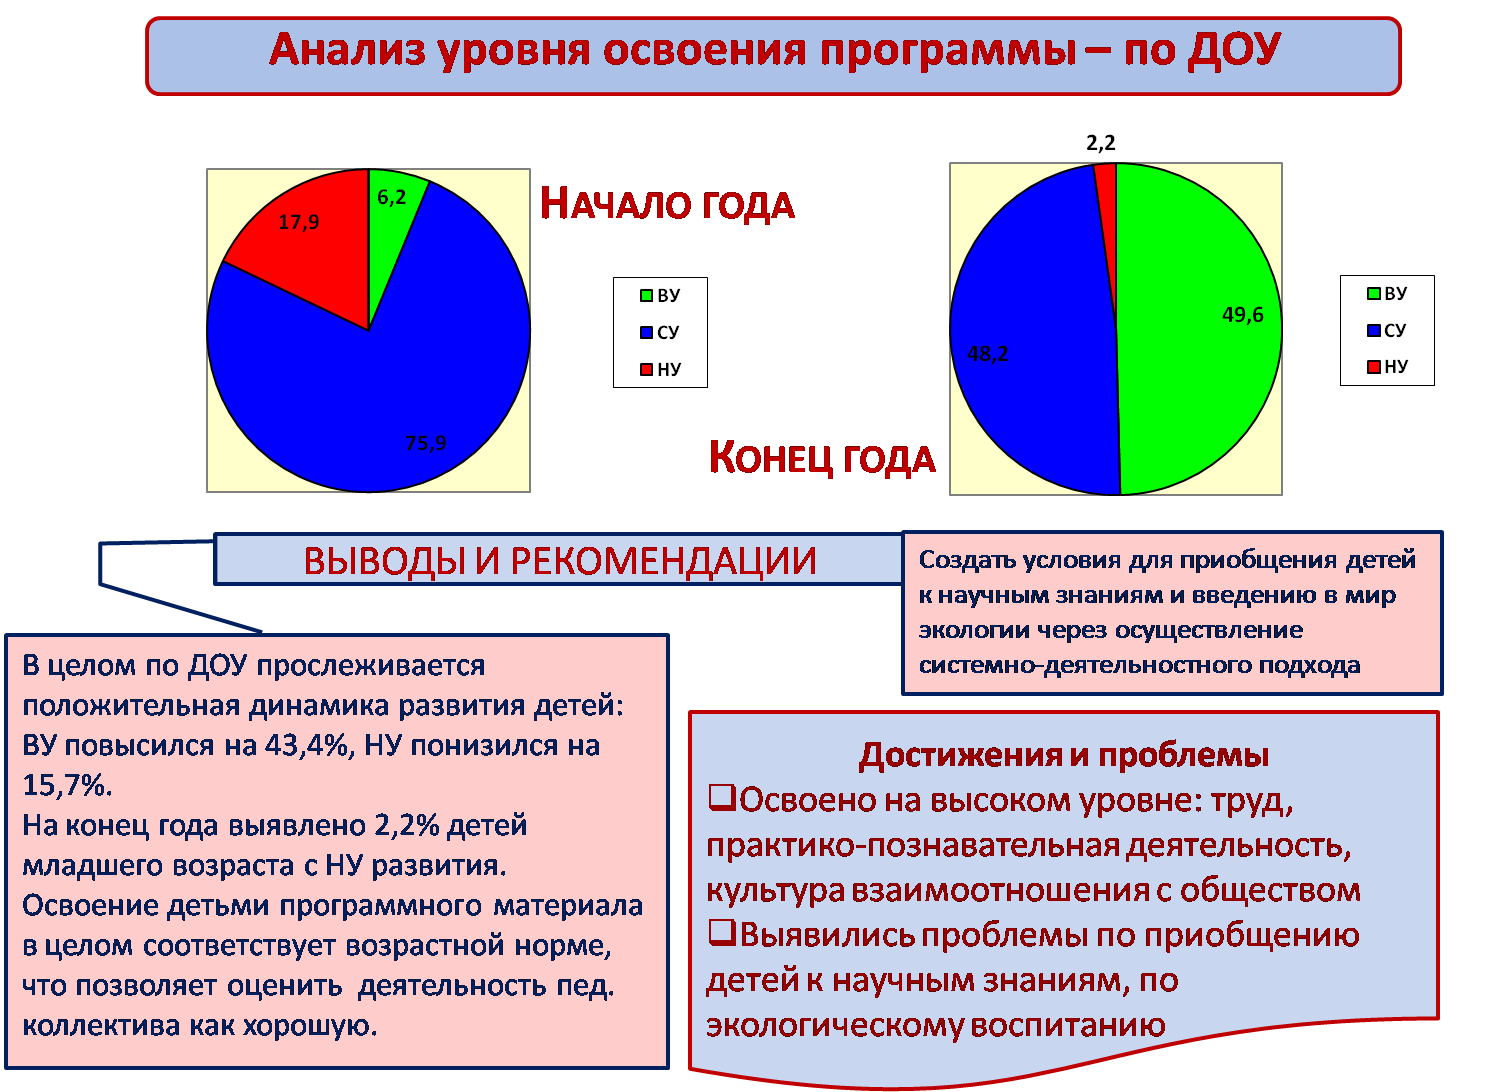 Анализ уровня освоения программы – по ДОУ
6,2
17,9
75,9
НАЧАЛО ГОДА
ВУ
СУ
НУ
2,2
49,6
48,2
ВУ
СУ
НУ
КОНЕЦ ГОДА
ВЫВОДЫ И РЕКОМЕНДАЦИИ
Создать условия для приобщения детей
к научным знаниям и введению в мир
экологии через осуществление
системно-деятельностного подхода
В целом по ДОУ прослеживается
положительная динамика развития детей:
ВУ повысился на 43,4%, НУ понизился на
15,7%.
На конец года выявлено 2,2% детей
младшего возраста с НУ развития.
Освоение детьми программного материала
в целом соответствует возрастной норме,
что позволяет оценить деятельность пед.
коллектива как хорошую.
Достижения и проблемы
❑Освоено на высоком уровне: труд,
практико-познавательная деятельность,
культура взаимоотношения с обществом
❑Выявились проблемы по приобщению
детей к научным знаниям, по
экологическому воспитанию